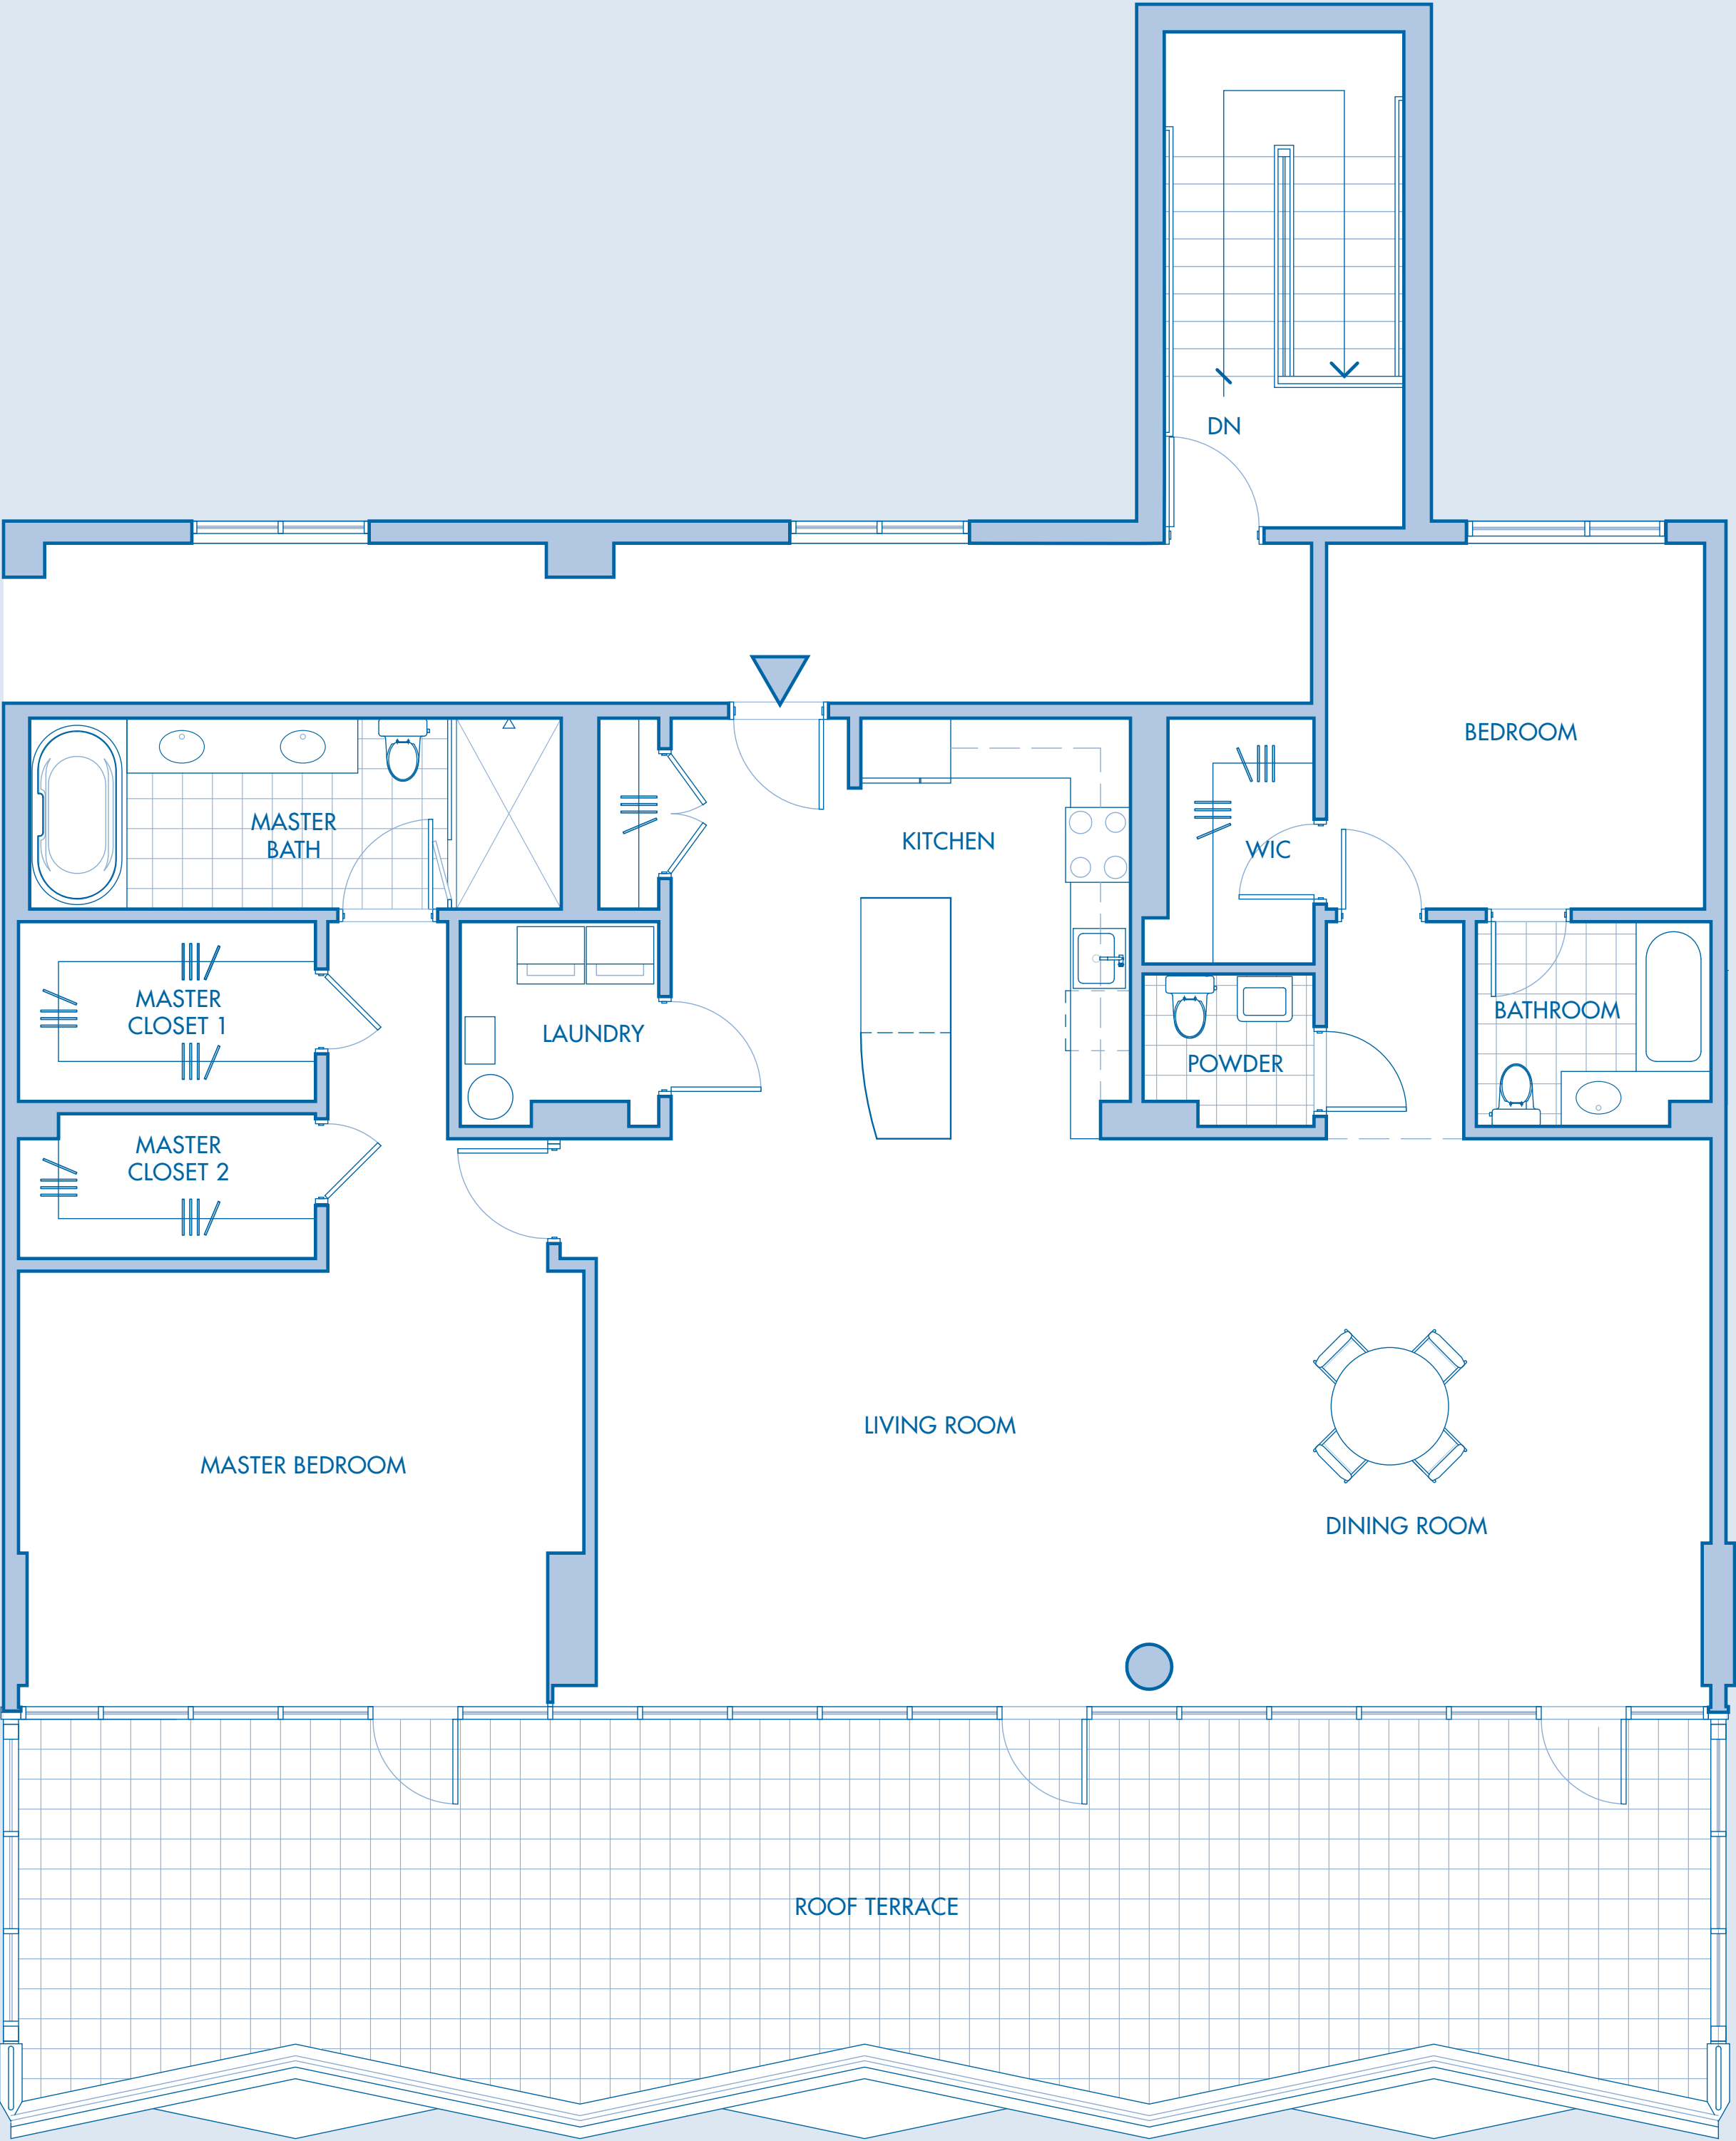 DN
BEDROOM
MASTER
BATH
KITCHEN
WIC
MASTER
CLOSET 1
LAUNDRY
BATHROOM
POWDER
MASTER
CLOSET 2
LIVING ROOM
MASTER BEDROOM
DINING ROOM
ROOF TERRACE